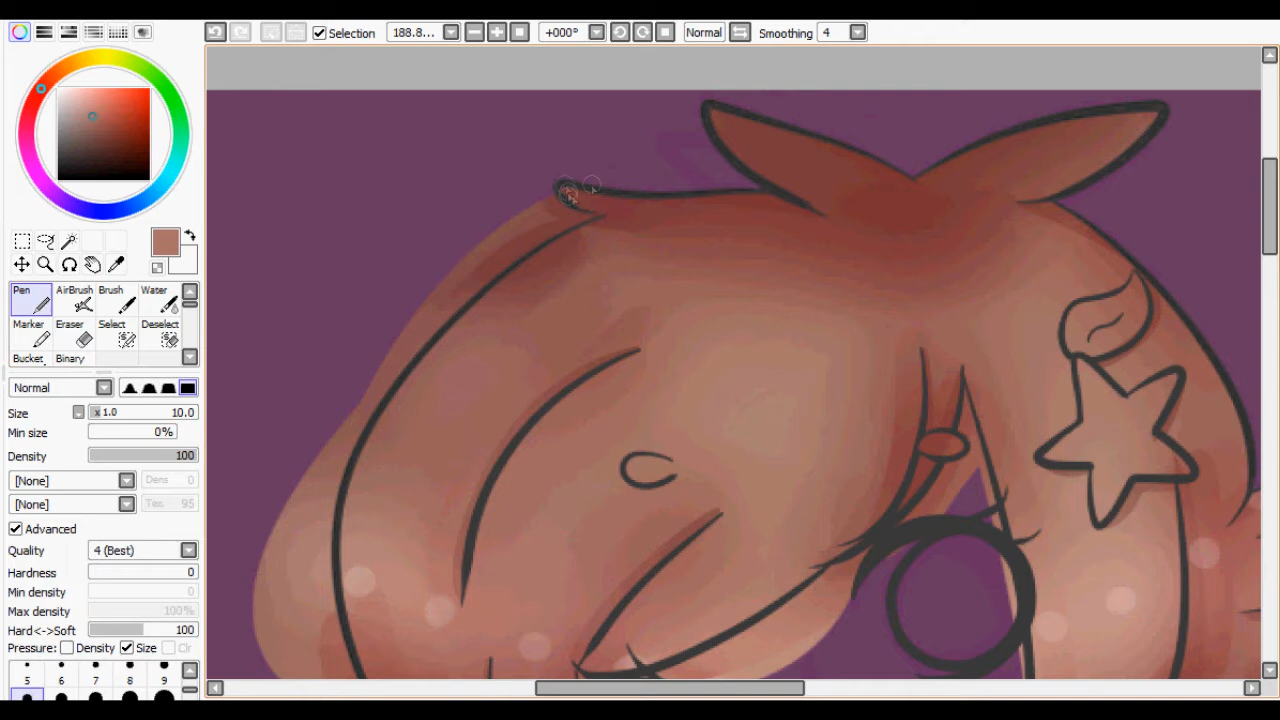 Selection 188.8... +000° Normal Smoothing 4
Pen AirBrush Brush Water
Marker Eraser Select Deselect
Bucket Binary
Normal
Size x 1.0 10.0
Min size 0%
Density 100
[None] Dens 0
[None] Tex 95
Advanced
Quality 4 (Best)
Hardness 0
Min density 0
Max density 100%
Hard<->Soft 100
Pressure: Density Size Clr
5 6 7 8 9